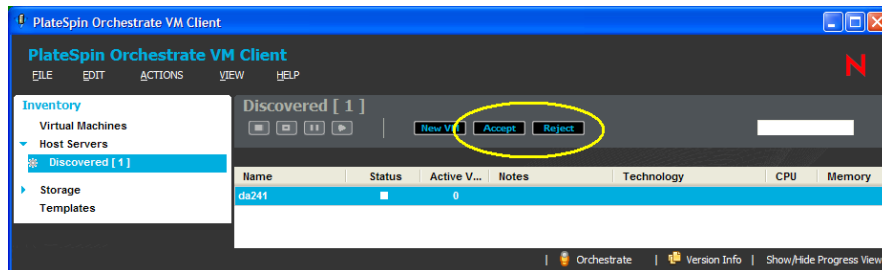 PlateSpin Orchestrate VM Client
PlateSpin Orchestrate VM Client
FILE EDIT ACTIONS VIEW HELP
N
Inventory
Virtual Machines
Host Servers
Discovered [ 1 ]
Storage
Templates
Discovered [ 1 ]
New VM Accept Reject
Name Status Active V... Notes Technology CPU Memory
da241 0
Orchestrate | Version Info | Show/Hide Progress View